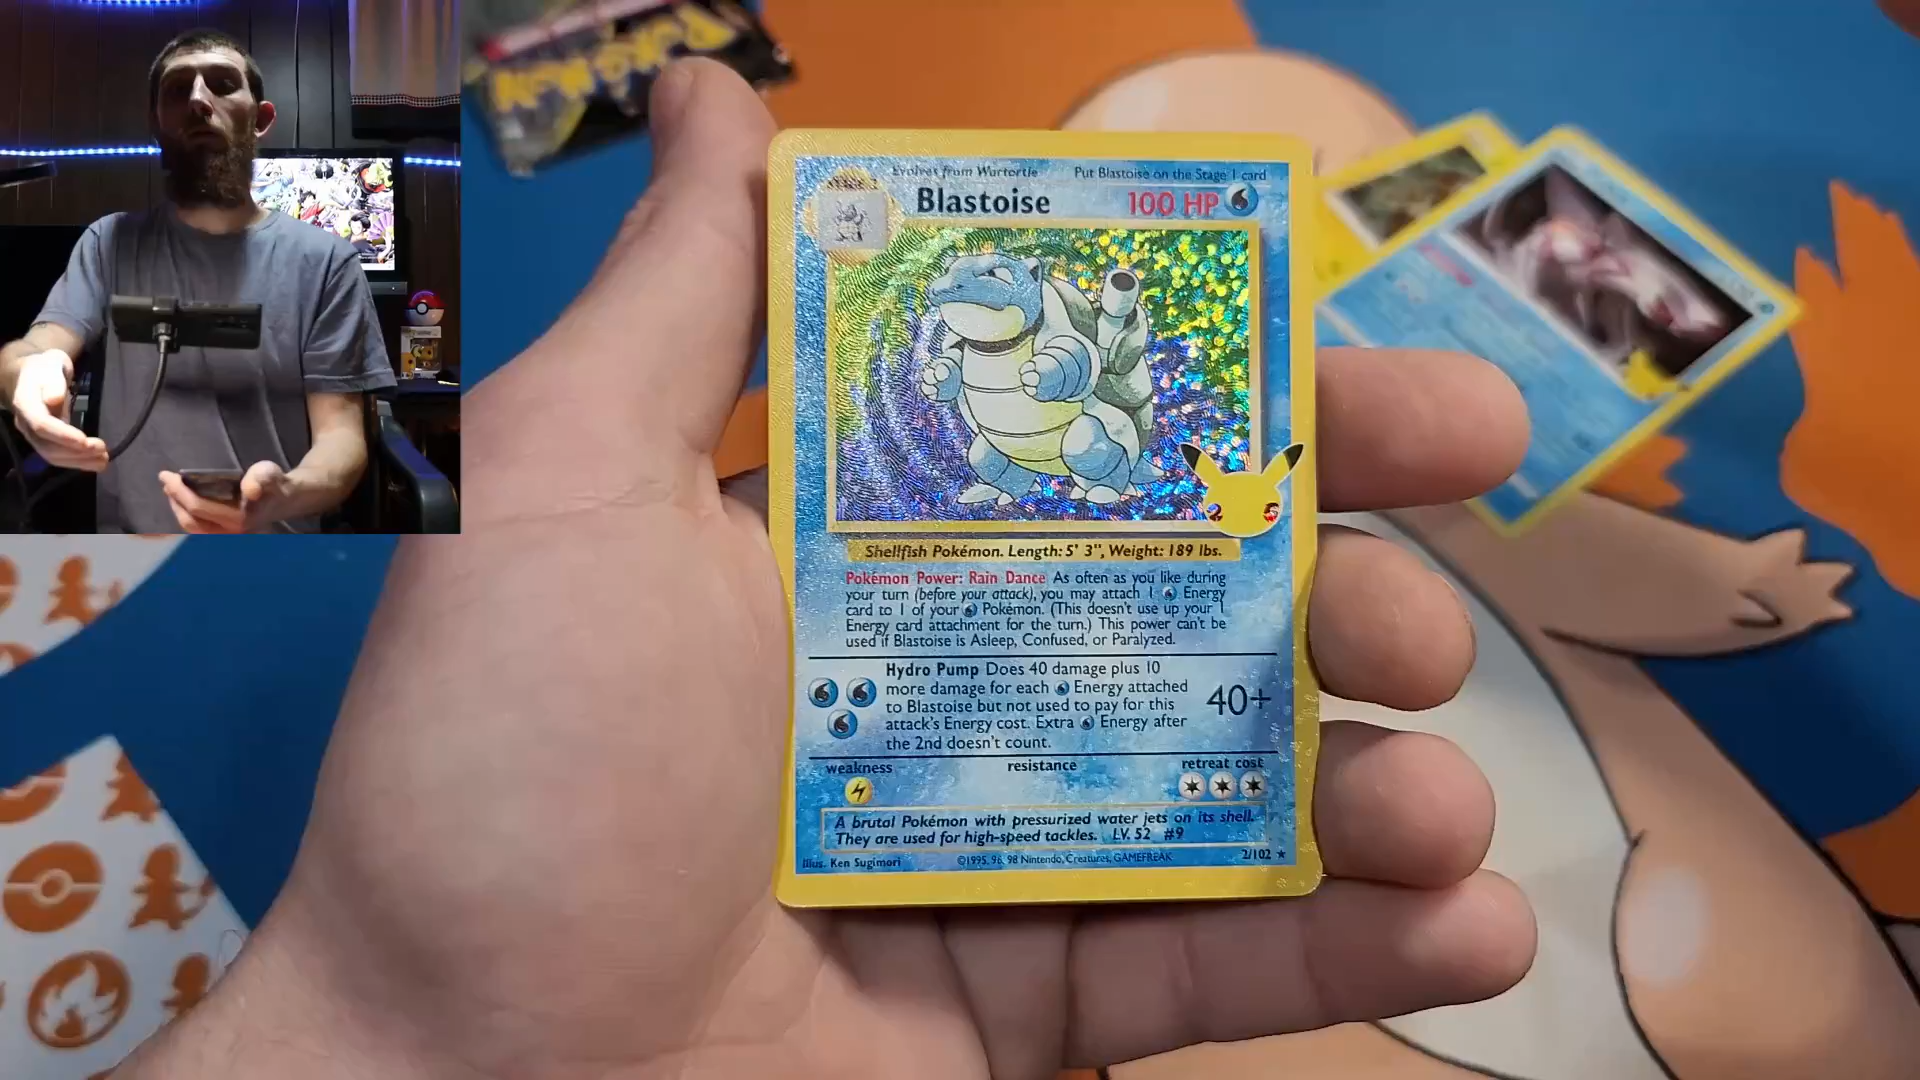 POKéMON
Evolves from Wartortle
Put Blastoise on the Stage 1 card
STAGE 2
Blastoise
100 HP
Shellfish Pokémon. Length: 5' 3", Weight: 189 lbs.
Pokémon Power: Rain Dance As often as you like during
your turn (before your attack), you may attach 1 Energy
card to 1 of your Pokémon. (This doesn't use up your 1
Energy card attachment for the turn.) This power can't be
used if Blastoise is Asleep, Confused, or Paralyzed.
Hydro Pump Does 40 damage plus 10
more damage for each Energy attached
to Blastoise but not used to pay for this
attack's Energy cost. Extra Energy after
the 2nd doesn't count.
40+
weakness
resistance
retreat cost
A brutal Pokémon with pressurized water jets on its shell.
They are used for high-speed tackles. LV. 52 #9
Illus. Ken Sugimori
©1995, 96, 98 Nintendo, Creatures, GAMEFREAK
2/102 ★